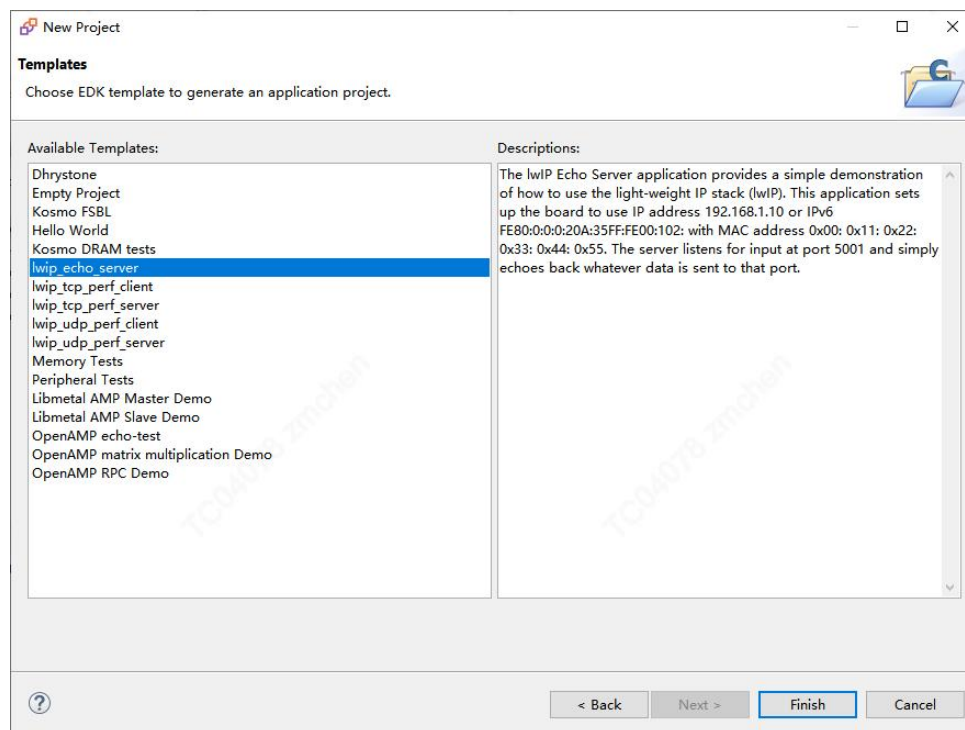 New Project
Templates
Choose EDK template to generate an application project.
Available Templates:
Dhrystone
Empty Project
Kosmo FSBL
Hello World
Kosmo DRAM tests
lwip_echo_server
lwip_tcp_perf_client
lwip_tcp_perf_server
lwip_udp_perf_client
lwip_udp_perf_server
Memory Tests
Peripheral Tests
Libmetal AMP Master Demo
Libmetal AMP Slave Demo
OpenAMP echo-test
OpenAMP matrix multiplication Demo
OpenAMP RPC Demo
Descriptions:
The lwIP Echo Server application provides a simple demonstration
of how to use the light-weight IP stack (lwIP). This application sets
up the board to use IP address 192.168.1.10 or IPv6
FE80:0:0:0:20A:35FF:FE00:102: with MAC address 0x00: 0x11: 0x22:
0x33: 0x44: 0x55. The server listens for input at port 5001 and simply
echoes back whatever data is sent to that port.
TC04078 zmchen
TC04078 zmchen
< Back
Next >
Finish
Cancel